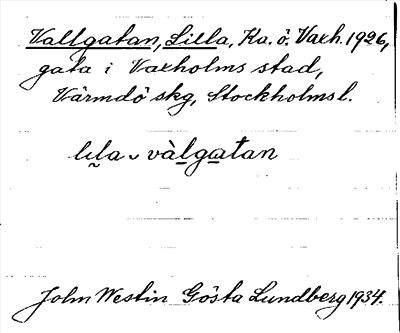 Vallgatan, Lilla, Ka. ö. Vaxh. 1926,
gata i Vaxholms stad,
Värmdö skg, Stockholms l.
lila vàlgatan
John Westin Gösta Lundberg 1934.